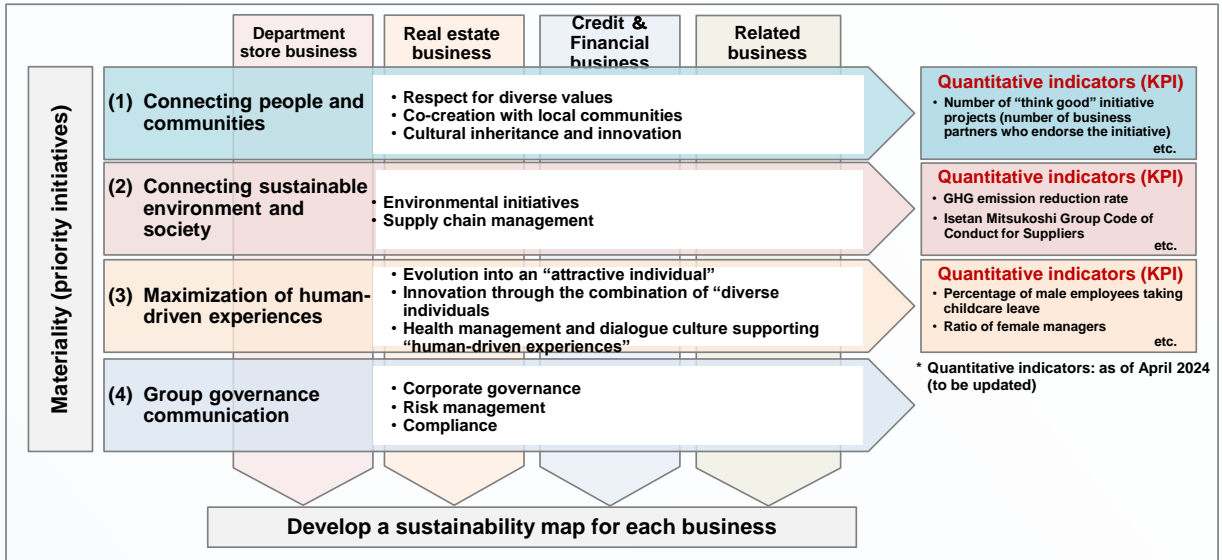 Department
store business
Real estate
business
Credit &
Financial
business
Related
business
Materiality (priority initiatives)
(1) Connecting people and
communities
• Respect for diverse values
• Co-creation with local communities
• Cultural inheritance and innovation
Quantitative indicators (KPI)
• Number of “think good” initiative
projects (number of business
partners who endorse the initiative)
etc.
(2) Connecting sustainable
environment and
society
• Environmental initiatives
• Supply chain management
Quantitative indicators (KPI)
• GHG emission reduction rate
• Isetan Mitsukoshi Group Code of
Conduct for Suppliers
etc.
(3) Maximization of human-
driven experiences
• Evolution into an “attractive individual”
• Innovation through the combination of “diverse
individuals
• Health management and dialogue culture supporting
“human-driven experiences”
Quantitative indicators (KPI)
• Percentage of male employees taking
childcare leave
• Ratio of female managers
etc.
(4) Group governance
communication
• Corporate governance
• Risk management
• Compliance
* Quantitative indicators: as of April 2024
(to be updated)
Develop a sustainability map for each business